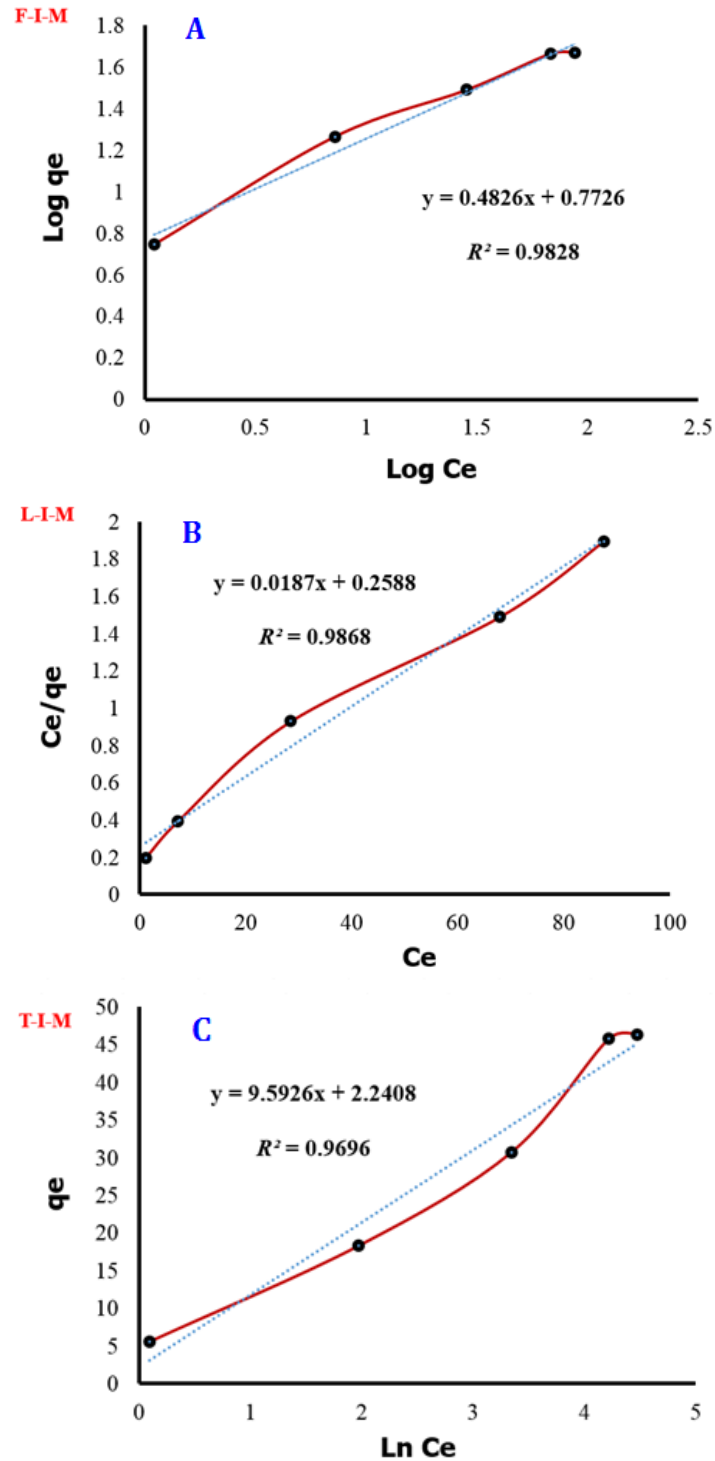 F-I-M
A
1.8
1.6
1.4
1.2
1
0.8
0.6
0.4
0.2
0
Log qe
y = 0.4826x + 0.7726
R² = 0.9828
0 0.5 1 1.5 2 2.5
Log Ce
L-I-M
B
2
1.8
1.6
1.4
1.2
1
0.8
0.6
0.4
0.2
0
Ce/qe
y = 0.0187x + 0.2588
R² = 0.9868
0 20 40 60 80 100
Ce
T-I-M
C
50
45
40
35
30
25
20
15
10
5
0
qe
y = 9.5926x + 2.2408
R² = 0.9696
0 1 2 3 4 5
Ln Ce